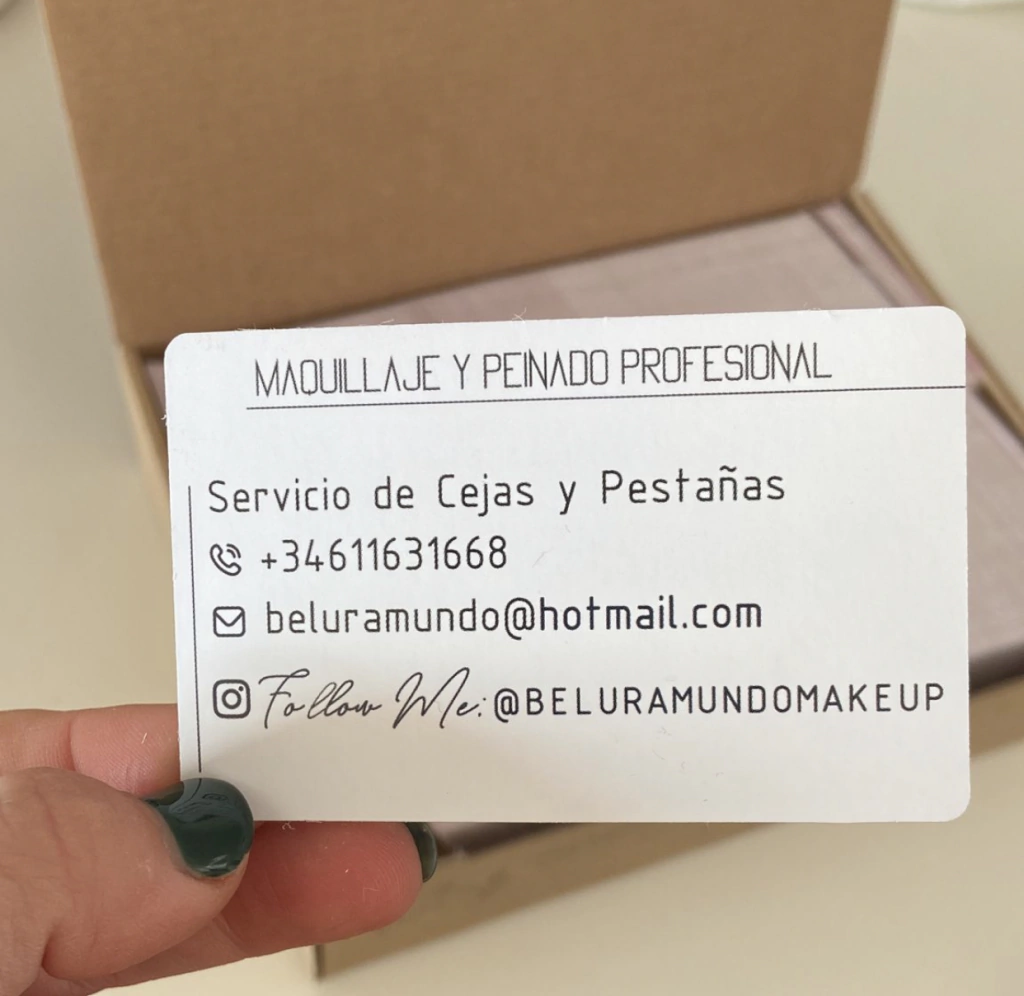 MAQUILLAJE Y PEINADO PROFESIONAL
Servicio de Cejas y Pestañas
+34611631668
beluramundo@hotmail.com
Follow Me: @BELURAMUNDOMAKEUP